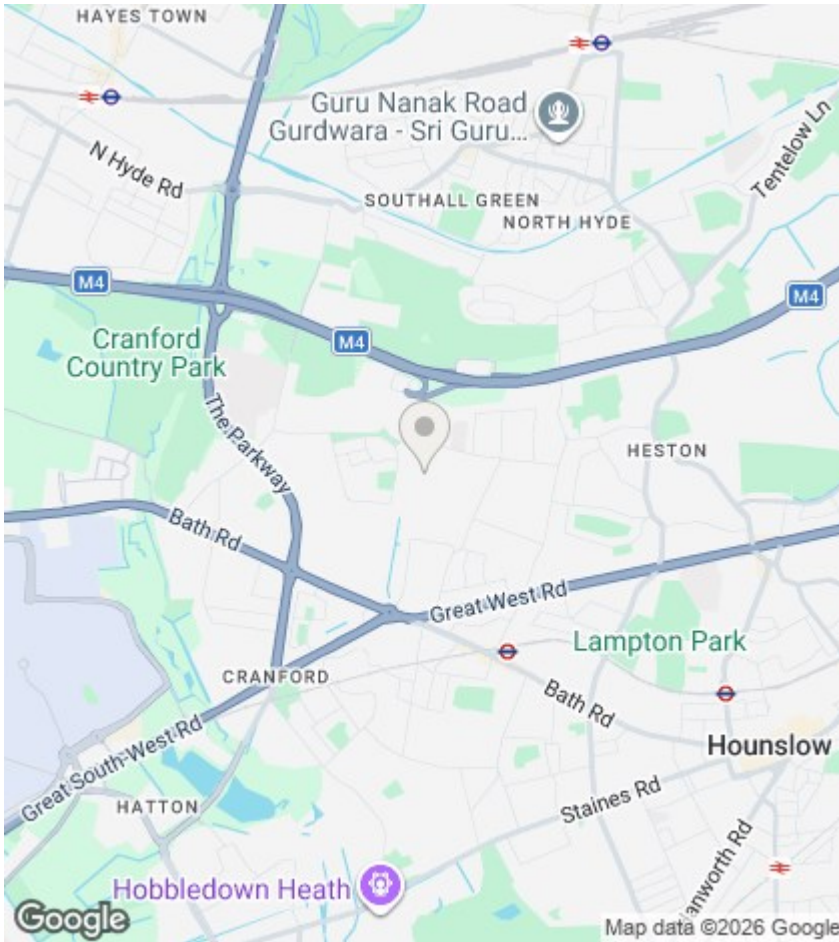 HAYES TOWN
Guru Nanak Road
Gurdwara - Sri Guru...
N Hyde Rd
Tentelow Ln
SOUTHALL GREEN
NORTH HYDE
M4
M4
M4
Cranford
Country Park
The Parkway
HESTON
Bath Rd
Great West Rd
Lampton Park
CRANFORD
Bath Rd
Great South-West Rd
Hounslow
HATTON
Staines Rd
anworth Rd
Hobbledown Heath
Google
Map data ©2026 Google